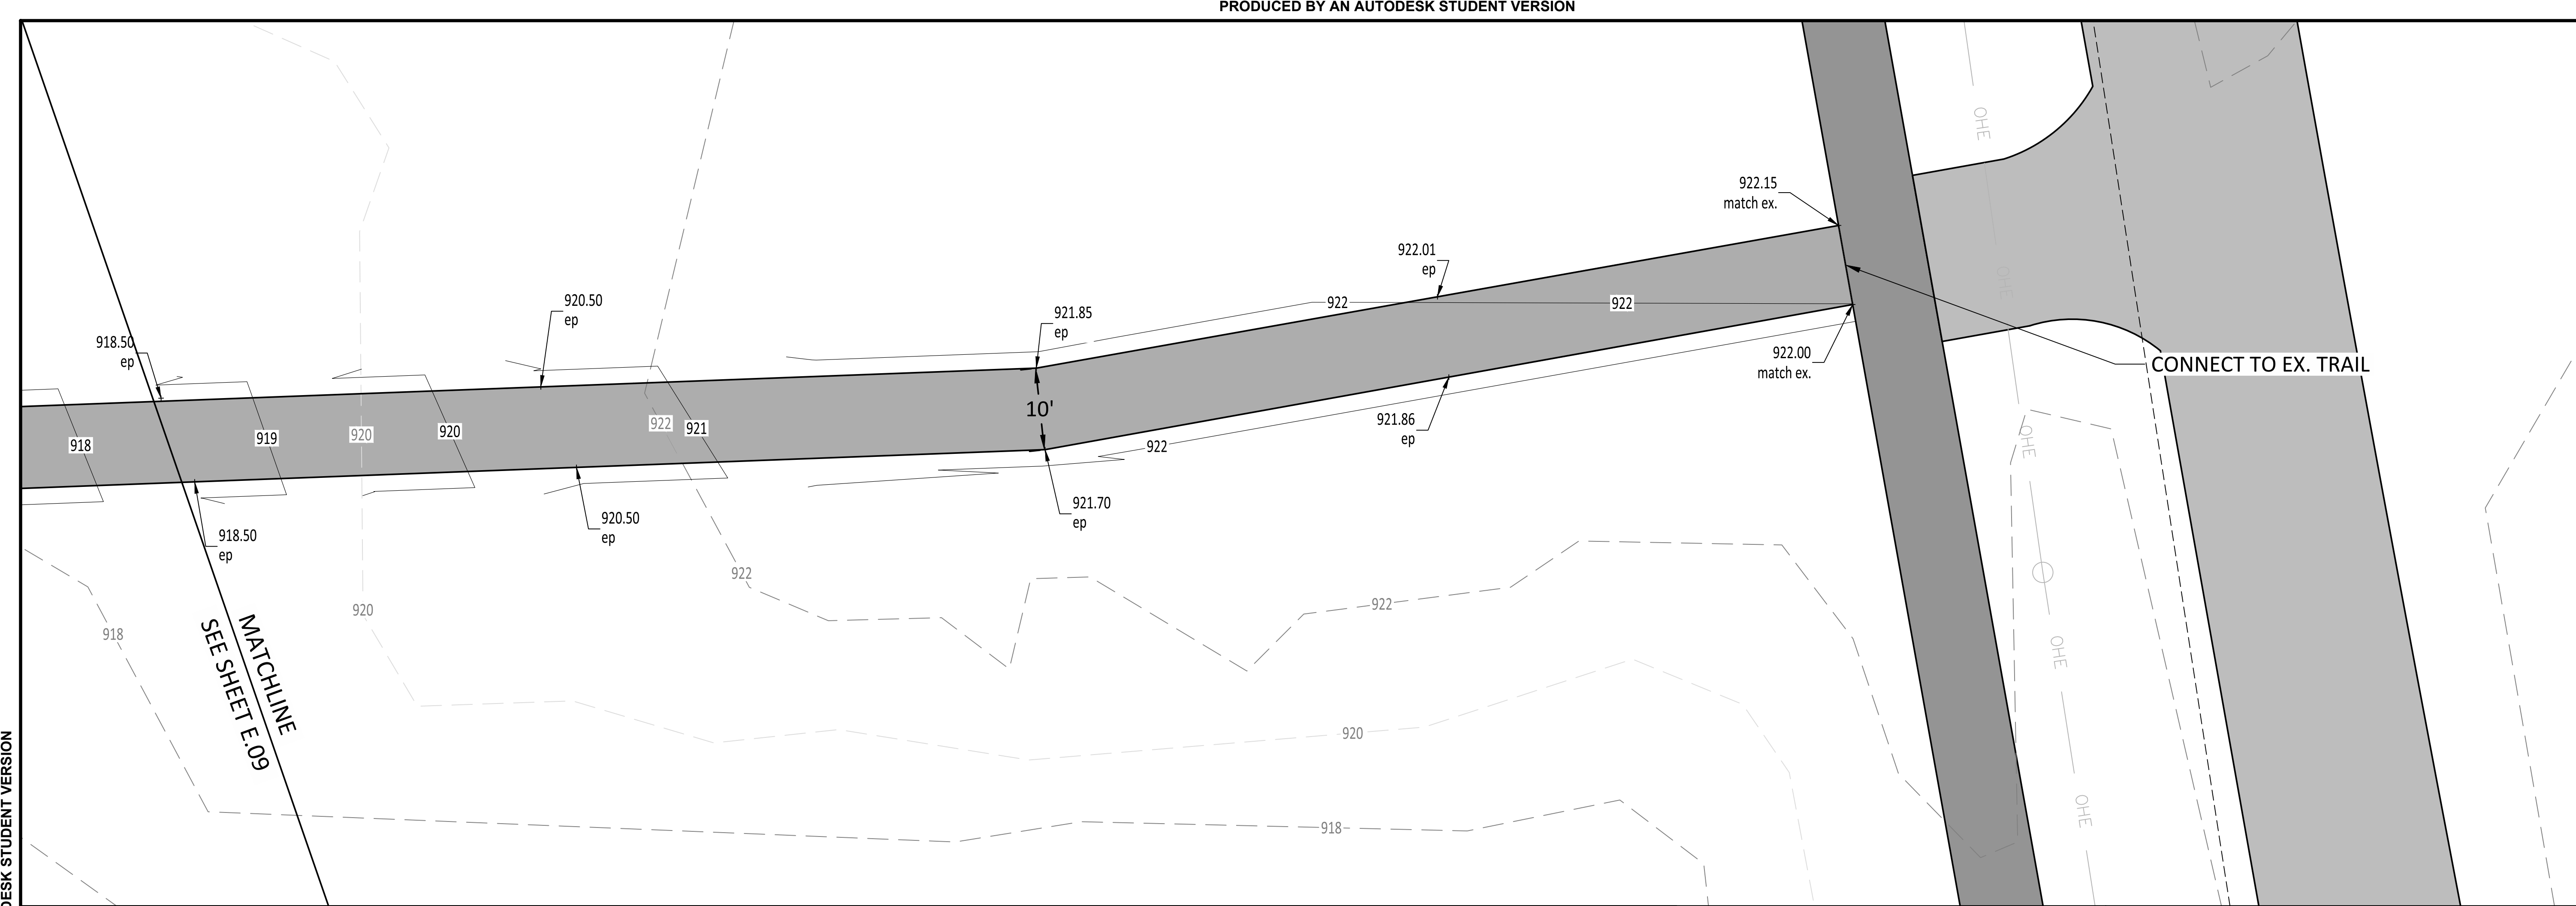 PRODUCED BY AN AUTODESK STUDENT VERSION
922.15
match ex.
922.01
ep
920.50
ep
921.85
ep
918.50
ep
922
922
922.00
match ex.
CONNECT TO EX. TRAIL
10'
921.86
ep
918
919
920
920
922
921
922
921.70
ep
920.50
ep
918.50
ep
922
922
920
918
MATCHLINE
SEE SHEET E.09
920
918
OHE
OHE
OHE
OHE
OHE
OHE
DESK STUDENT VERSION